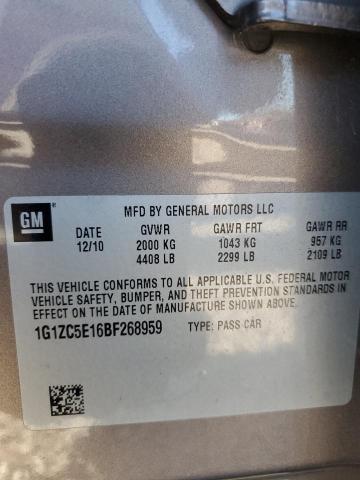 MFD BY GENERAL MOTORS LLC
GM ®
DATE GVWR GAWR FRT GAWR RR
12/10 2000 KG 1043 KG 957 KG
4408 LB 2299 LB 2109 LB
THIS VEHICLE CONFORMS TO ALL APPLICABLE U.S. FEDERAL MOTOR
VEHICLE SAFETY, BUMPER, AND THEFT PREVENTION STANDARDS
IN EFFECT ON THE DATE OF MANUFACTURE SHOWN ABOVE.
1G1ZC5E16BF268959 TYPE: PASS CAR